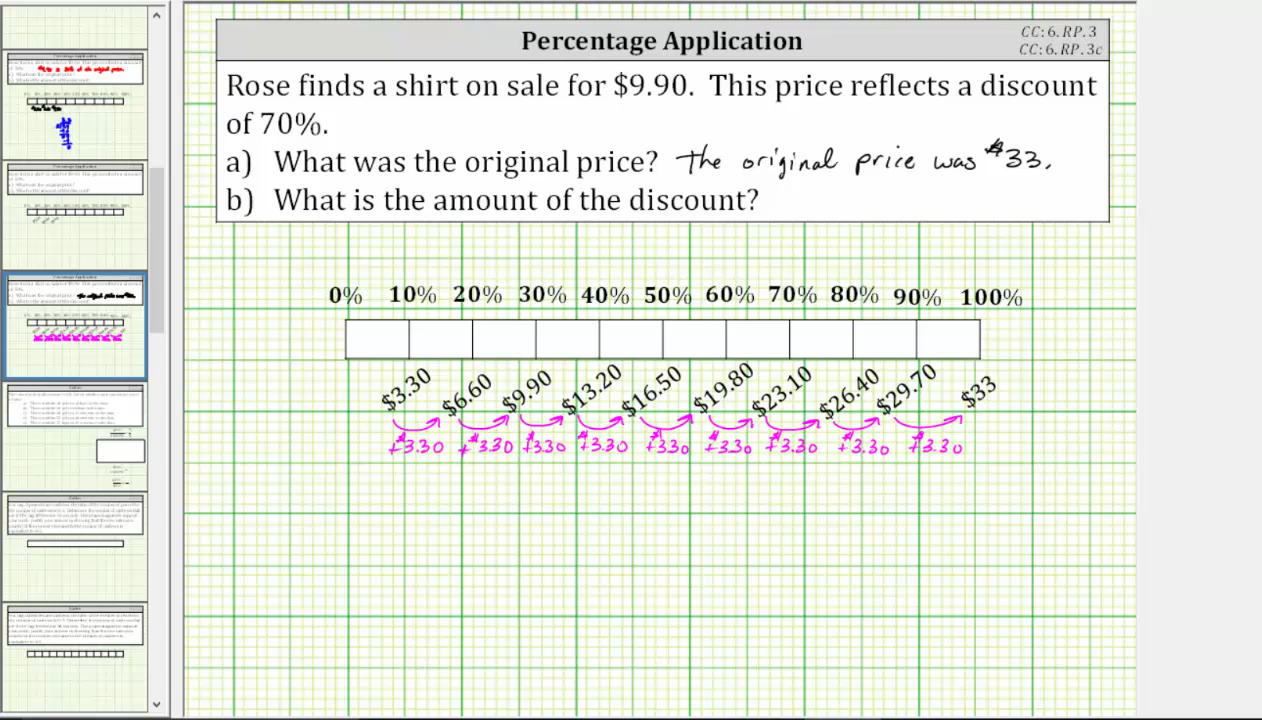 Percentage Application
CC: 6. RP. 3
CC: 6. RP. 3c
Rose finds a shirt on sale for $9.90. This price reflects a discount
of 70%.
a) What was the original price? The original price was $33.
b) What is the amount of the discount?
0% 10% 20% 30% 40% 50% 60% 70% 80% 90% 100%
$3.30 $6.60 $9.90 $13.20 $16.50 $19.80 $23.10 $26.40 $29.70 $33
+$3.30 +$3.30 +$3.30 +$3.30 +$3.30 +$3.30 +$3.30 +$3.30 +$3.30